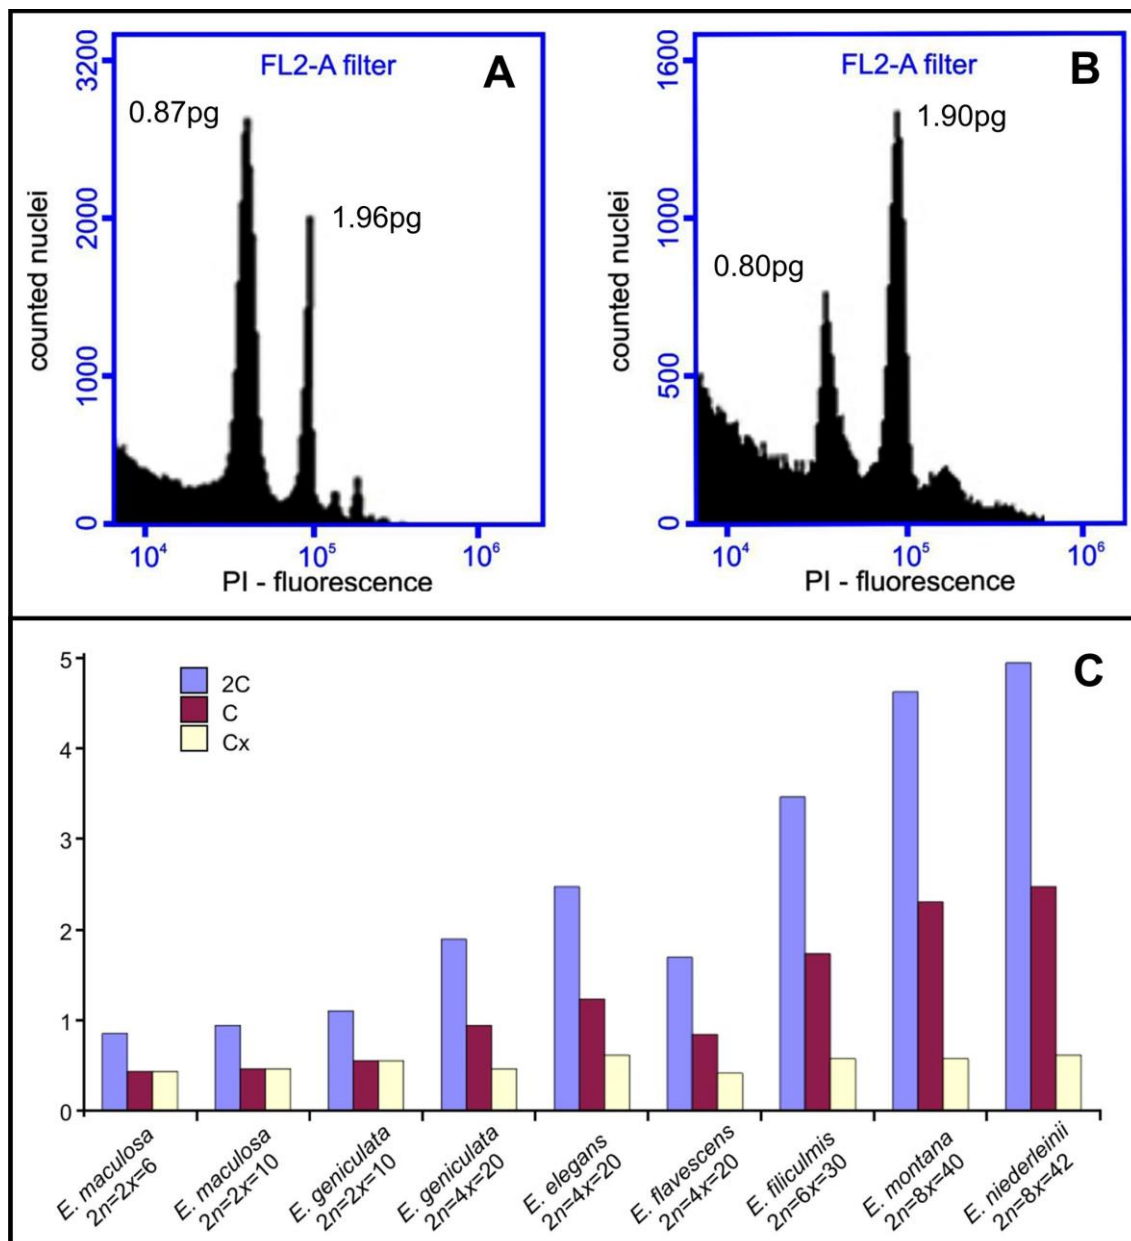 A
FL2-A filter
0.87pg
1.96pg
counted nuclei
3200
2000
1000
0
10⁴ 10⁵ 10⁶
PI - fluorescence
B
FL2-A filter
1.90pg
0.80pg
counted nuclei
1600
1000
500
0
10⁴ 10⁵ 10⁶
PI - fluorescence
C
2C
C
Cx
5
4
3
2
1
0
E. maculosa
2n=2x=6
E. maculosa
2n=2x=10
E. geniculata
2n=2x=10
E. geniculata
2n=4x=20
E. elegans
2n=4x=20
E. flavescens
2n=4x=20
E. filiculmis
2n=6x=30
E. montana
2n=8x=40
E. niederleinii
2n=8x=42